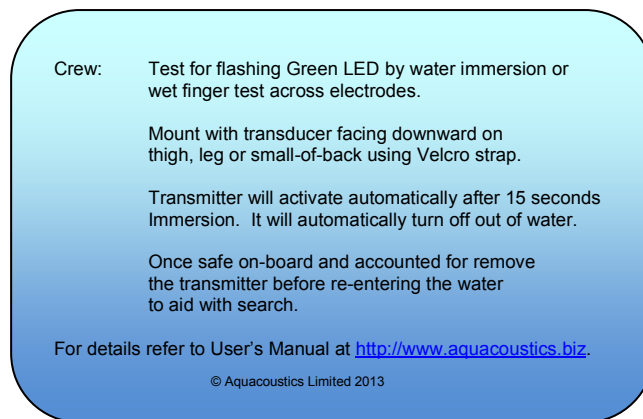 Crew: Test for flashing Green LED by water immersion or
wet finger test across electrodes.
Mount with transducer facing downward on
thigh, leg or small-of-back using Velcro strap.
Transmitter will activate automatically after 15 seconds
Immersion. It will automatically turn off out of water.
Once safe on-board and accounted for remove
the transmitter before re-entering the water
to aid with search.
For details refer to User’s Manual at http://www.aquacoustics.biz.
© Aquacoustics Limited 2013